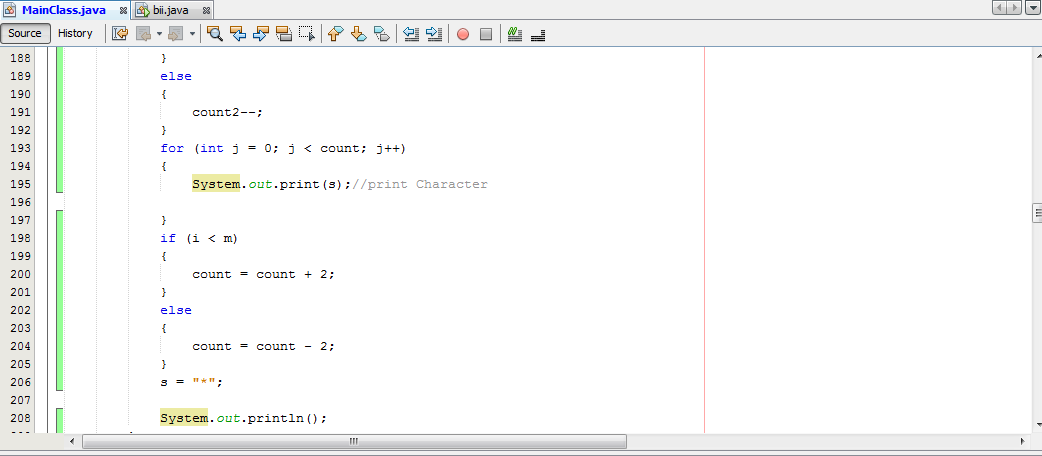 MainClass.java bii.java
Source History
188 }
189 else
190 {
191 count2--;
192 }
193 for (int j = 0; j < count; j++)
194 {
195 System.out.print(s);//print Character
196
197 }
198 if (i < m)
199 {
200 count = count + 2;
201 }
202 else
203 {
204 count = count - 2;
205 }
206 s = "*";
207
208 System.out.println();